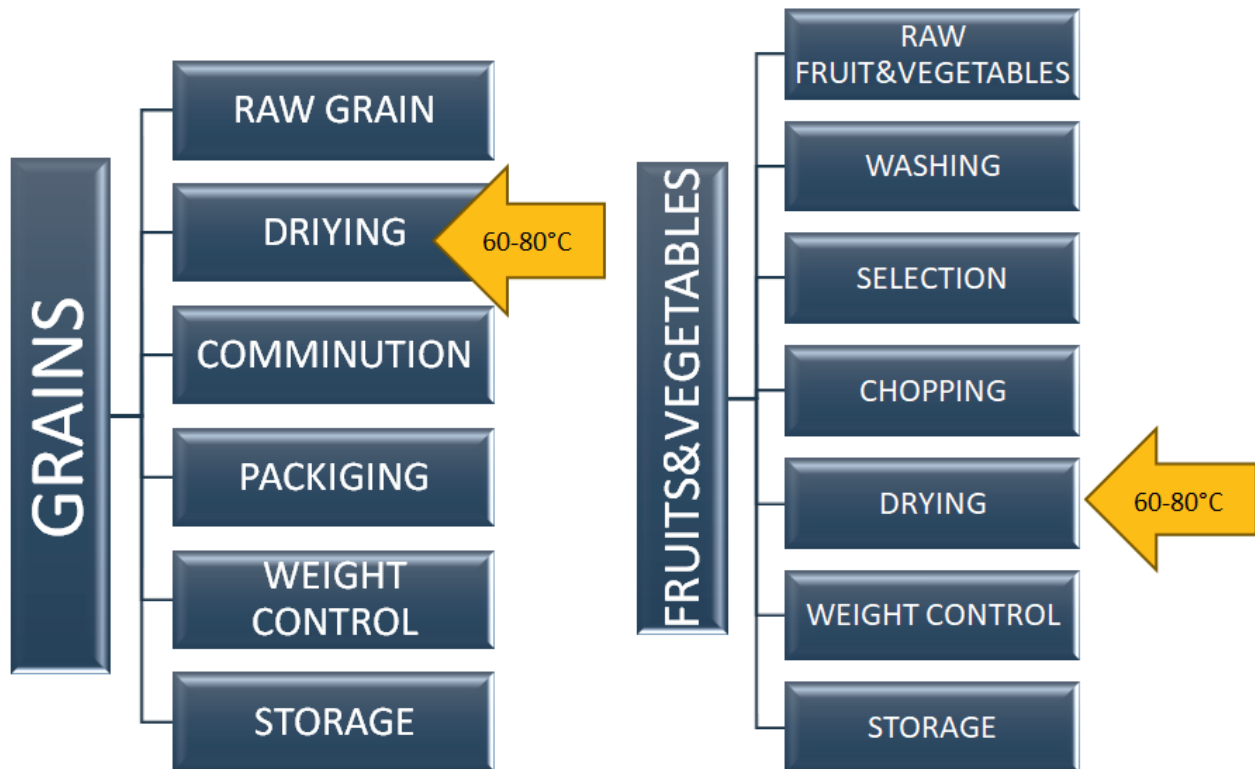 GRAINS
RAW GRAIN
DRIYING
60-80°C
COMMINUTION
PACKIGING
WEIGHT
CONTROL
STORAGE
FRUITS&VEGETABLES
RAW
FRUIT&VEGETABLES
WASHING
SELECTION
CHOPPING
DRYING
60-80°C
WEIGHT CONTROL
STORAGE